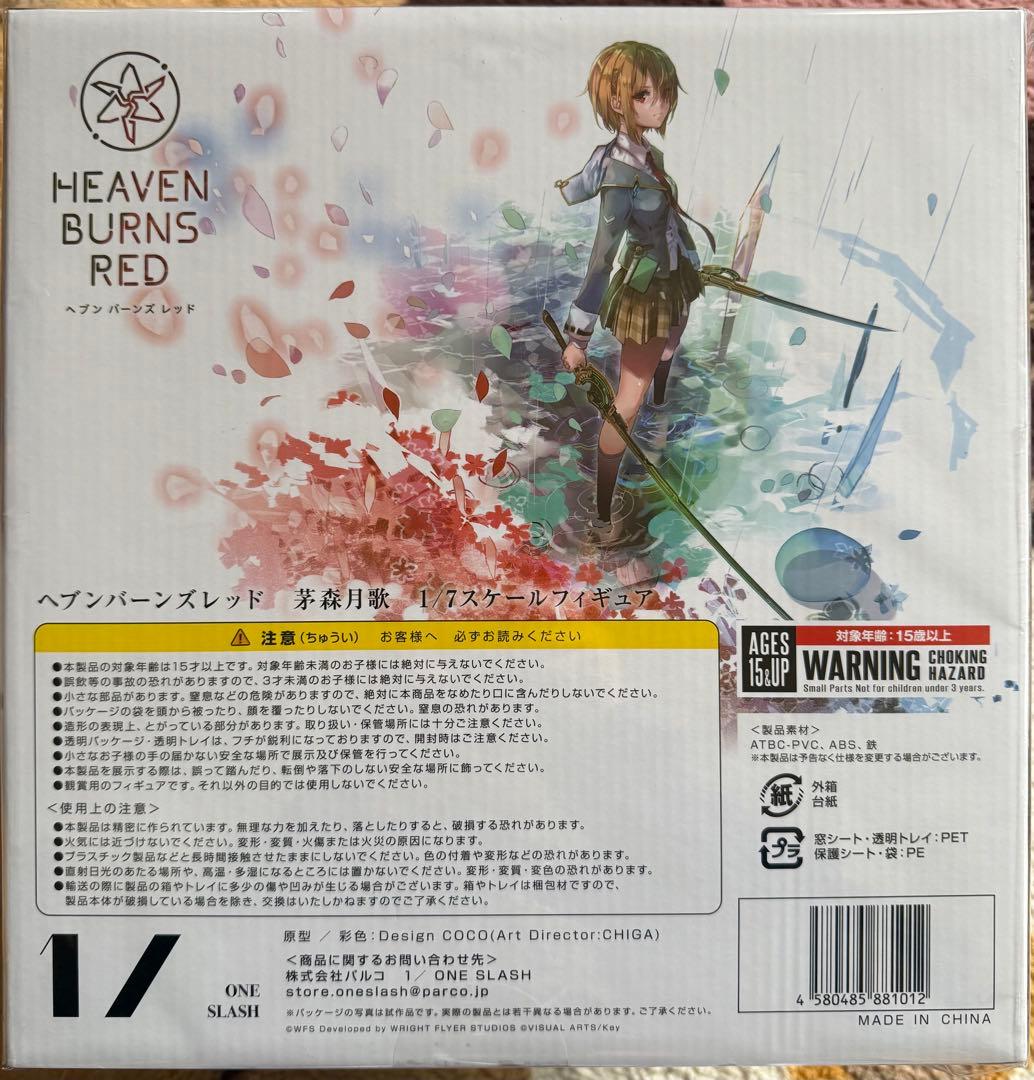 HEAVEN
BURNS
RED
ヘブン バーンズ レッド
ヘブンバーンズレッド 茅森月歌 1/7スケールフィギュア
注意(ちゅうい) お客様へ 必ずお読みください
●本製品の対象年齢は15才以上です。対象年齢未満のお子様には絶対に与えないでください。
●誤飲等の事故の恐れがありますので、3才未満のお子様には絶対に与えないでください。
●小さな部品があります。窒息などの危険がありますので、絶対に本商品をなめたり口に含んだりしないでください。
●パッケージの袋を頭から被ったり、顔を覆ったりしないでください。窒息の恐れがあります。
●造形の表現上、とがっている部分があります。取り扱い・保管場所には十分ご注意ください。
●透明パッケージ・透明トレイは、フチが鋭利になっておりますので、開封時はご注意ください。
●小さなお子様の手の届かない安全な場所で展示及び保管を行ってください。
●本製品を展示する際は、誤って踏んだり、転倒や落下のしない安全な場所に飾ってください。
●観賞用のフィギュアです。それ以外の目的では使用しないでください。
<使用上の注意>
●本製品は精密に作られています。無理な力を加えたり、落としたりすると、破損する恐れがあります。
●火気には近づけないでください。変形・変質・火傷または火災の原因になります。
●プラスチック製品などと長時間接触させたままにしないでください。色の付着や変形などの恐れがあります。
●直射日光のあたる場所や、高温・多湿になるところには置かないでください。変形・変質・変色の恐れがあります。
●輸送の際に製品の箱やトレイに多少の傷や凹みが生じる場合がございます。箱やトレイは梱包材ですので、
製品本体が破損している場合を除き、交換はいたしかねますのでご了承ください。
AGES
15&UP
対象年齢:15歳以上
WARNING CHOKING
HAZARD
Small Parts Not for children under 3 years.
<製品素材>
ATBC-PVC、ABS、鉄
※本製品は予告なく仕様を変更する場合がございます。
紙
外箱
台紙
プラ
窓シート・透明トレイ:PET
保護シート・袋:PE
1/
ONE
SLASH
原型 / 彩色:Design COCO(Art Director:CHIGA)
<商品に関するお問い合わせ先>
株式会社パルコ 1/ ONE SLASH
store.oneslash@parco.jp
※パッケージの写真は試作品です。実際の製品とは若干異なる場合がありますが、ご了承ください。
©WFS Developed by WRIGHT FLYER STUDIOS ©VISUAL ARTS/Key
4 580485 881012
MADE IN CHINA